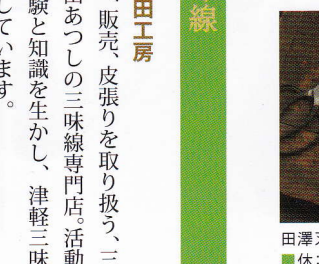 線
田工房
、販売、皮張りを取り扱う、三
田あつしの三味線専門店。活動
験と知識を生かし、津軽三味
しています。
田澤
■休